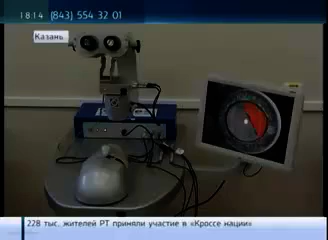 18 14 (843) 554 32 01
Казань
228 тыс. жителей РТ приняли участие в «Кроссе нации»